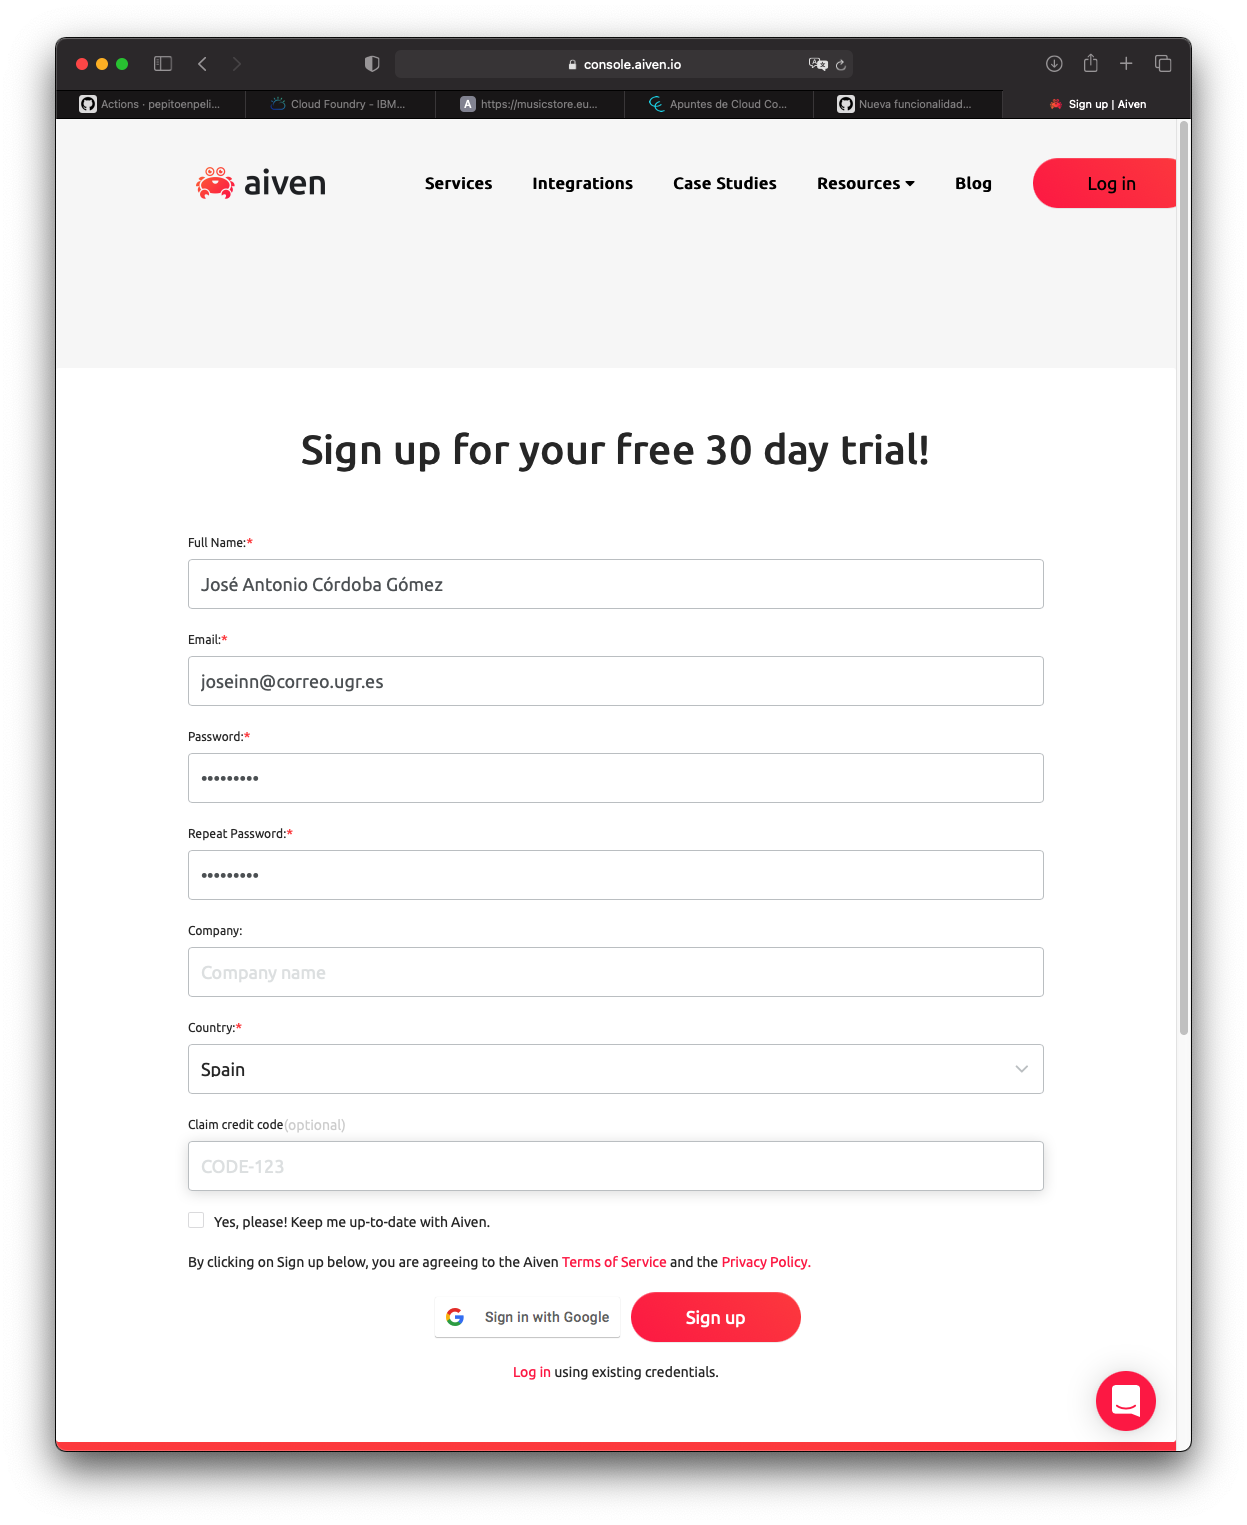 console.aiven.io
Actions · pepitoenpeli...
Cloud Foundry - IBM...
A https://musicstore.eu...
Apuntes de Cloud Co...
Nueva funcionalidad...
Sign up | Aiven
aiven
Services
Integrations
Case Studies
Resources
Blog
Log in
Sign up for your free 30 day trial!
Full Name:*
José Antonio Córdoba Gómez
Email:*
joseinn@correo.ugr.es
Password:*
•••••••••
Repeat Password:*
•••••••••
Company:
Company name
Country:*
Spain
Claim credit code(optional)
CODE-123
Yes, please! Keep me up-to-date with Aiven.
By clicking on Sign up below, you are agreeing to the Aiven Terms of Service and the Privacy Policy.
Sign in with Google
Sign up
Log in using existing credentials.